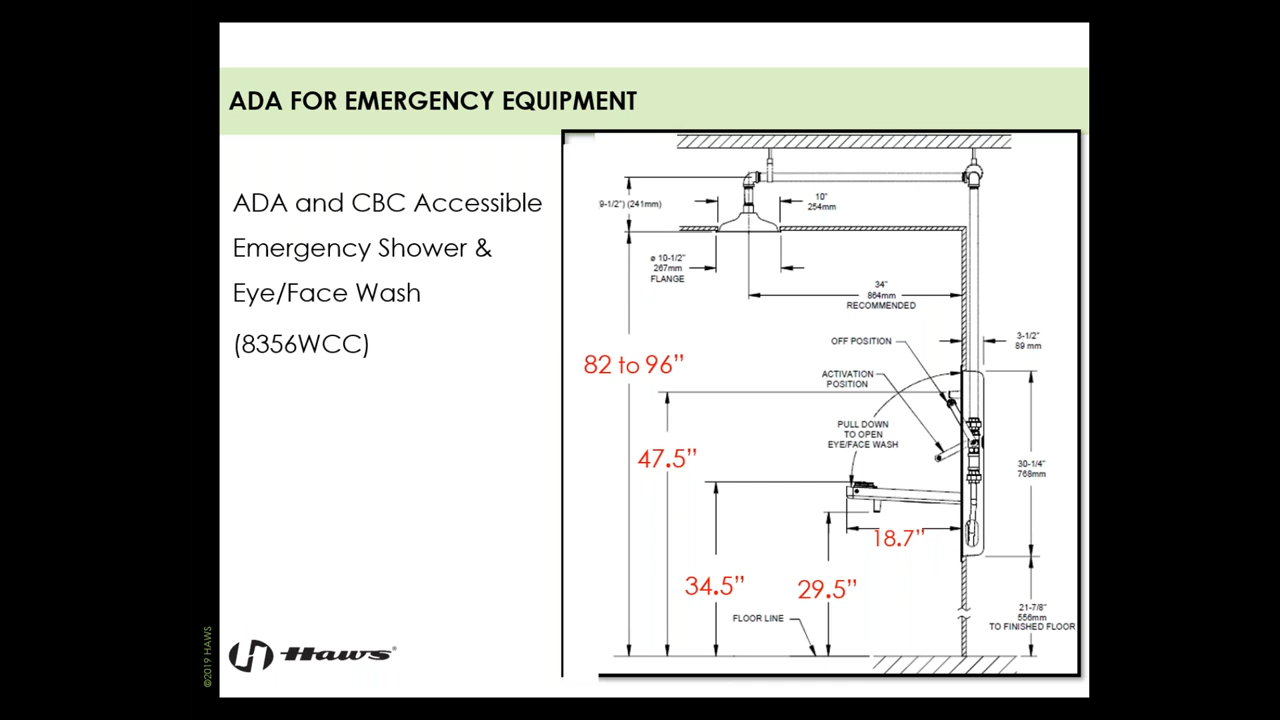 ADA FOR EMERGENCY EQUIPMENT
ADA and CBC Accessible
Emergency Shower &
Eye/Face Wash
(8356WCC)
9-1/2") (241mm)
10"
254mm
ø 10-1/2"
267mm
FLANGE
34"
864mm
RECOMMENDED
OFF POSITION
3-1/2"
89 mm
82 to 96”
ACTIVATION
POSITION
PULL DOWN
TO OPEN
EYE/FACE WASH
47.5”
30-1/4"
768mm
18.7”
34.5”
29.5”
FLOOR LINE
21-7/8"
556mm
TO FINISHED FLOOR
©2019 HAWS
Haws®